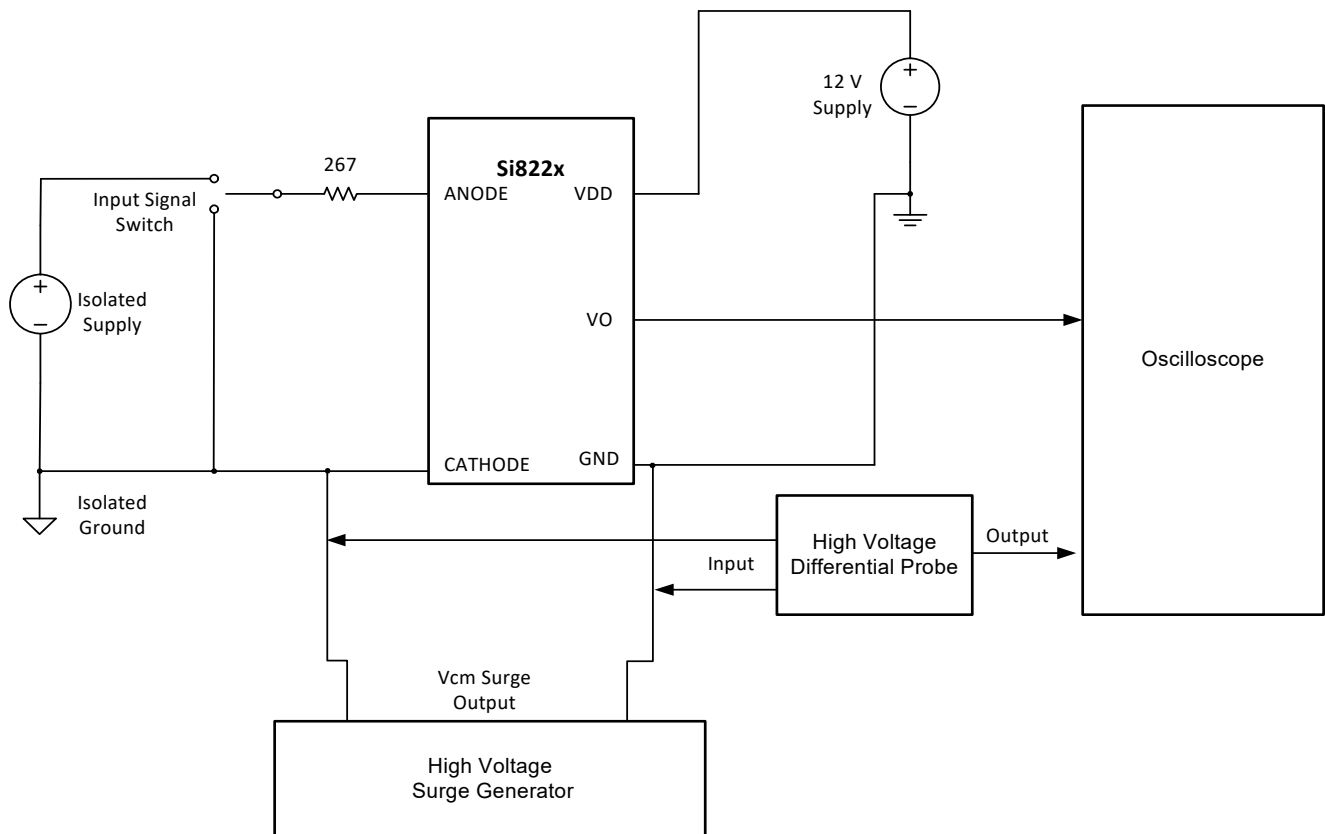 12 V
Supply
Si822x
267
ANODE
VDD
Input Signal
Switch
+
−
+
−
Isolated
Supply
VO
Oscilloscope
CATHODE
GND
Isolated
Ground
High Voltage
Differential Probe
Input
Output
Vcm Surge
Output
High Voltage
Surge Generator